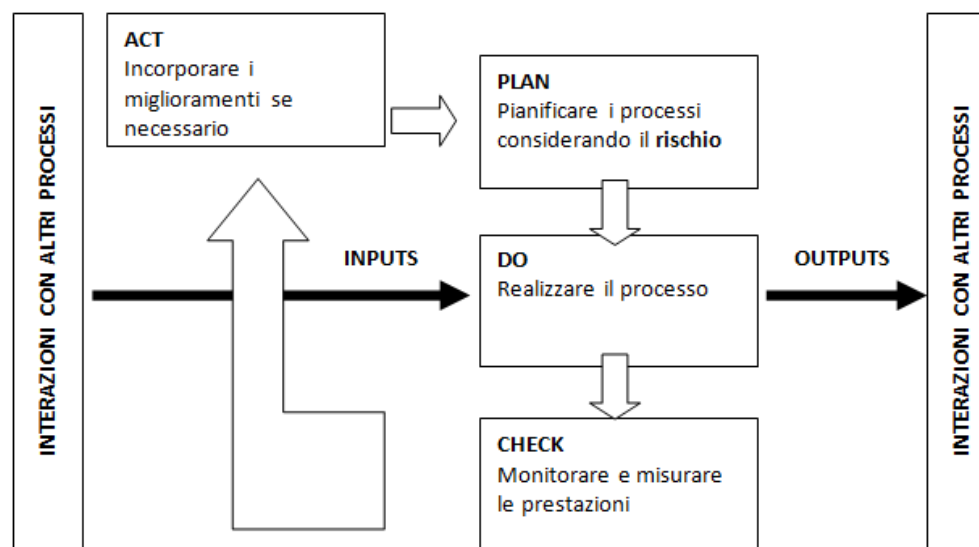 INTERAZIONI CON ALTRI PROCESSI
ACT
Incorporare i
miglioramenti se
necessario
PLAN
Pianificare i processi
considerando il rischio
INPUTS
DO
Realizzare il processo
OUTPUTS
CHECK
Monitorare e misurare
le prestazioni
INTERAZIONI CON ALTRI PROCESSI